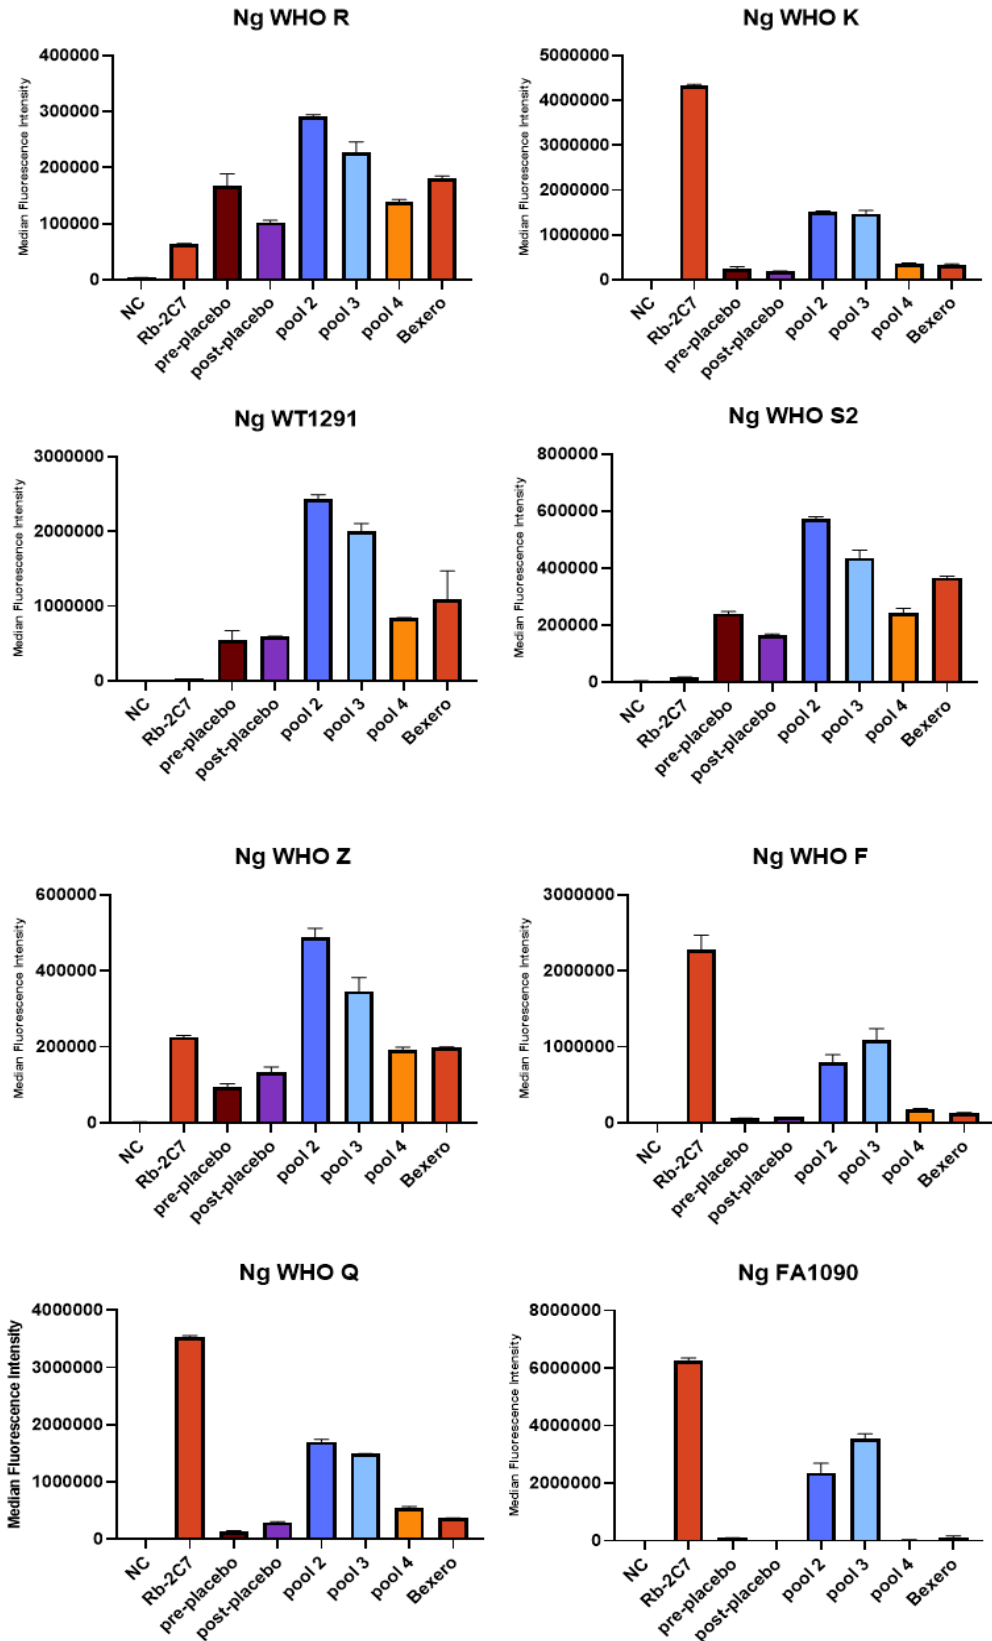 Ng WHO R
Median Fluorescence Intensity
400000
300000
200000
100000
0
NC
Rb-2C7
pre-placebo
post-placebo
pool 2
pool 3
pool 4
Bexero
Ng WHO K
Median Fluorescence Intensity
5000000
4000000
3000000
2000000
1000000
0
NC
Rb-2C7
pre-placebo
post-placebo
pool 2
pool 3
pool 4
Bexero
Ng WT1291
Median Fluorescence Intensity
3000000
2000000
1000000
0
NC
Rb-2C7
pre-placebo
post-placebo
pool 2
pool 3
pool 4
Bexero
Ng WHO S2
Median Fluorescence Intensity
800000
600000
400000
200000
0
NC
Rb-2C7
pre-placebo
post-placebo
pool 2
pool 3
pool 4
Bexero
Ng WHO Z
Median Fluorescence Intensity
600000
400000
200000
0
NC
Rb-2C7
pre-placebo
post-placebo
pool 2
pool 3
pool 4
Bexero
Ng WHO F
Median Fluorescence Intensity
3000000
2000000
1000000
0
NC
Rb-2C7
pre-placebo
post-placebo
pool 2
pool 3
pool 4
Bexero
Ng WHO Q
Median Fluorescence Intensity
4000000
3000000
2000000
1000000
0
NC
Rb-2C7
pre-placebo
post-placebo
pool 2
pool 3
pool 4
Bexero
Ng FA1090
Median Fluorescence Intensity
8000000
6000000
4000000
2000000
0
NC
Rb-2C7
pre-placebo
post-placebo
pool 2
pool 3
pool 4
Bexero